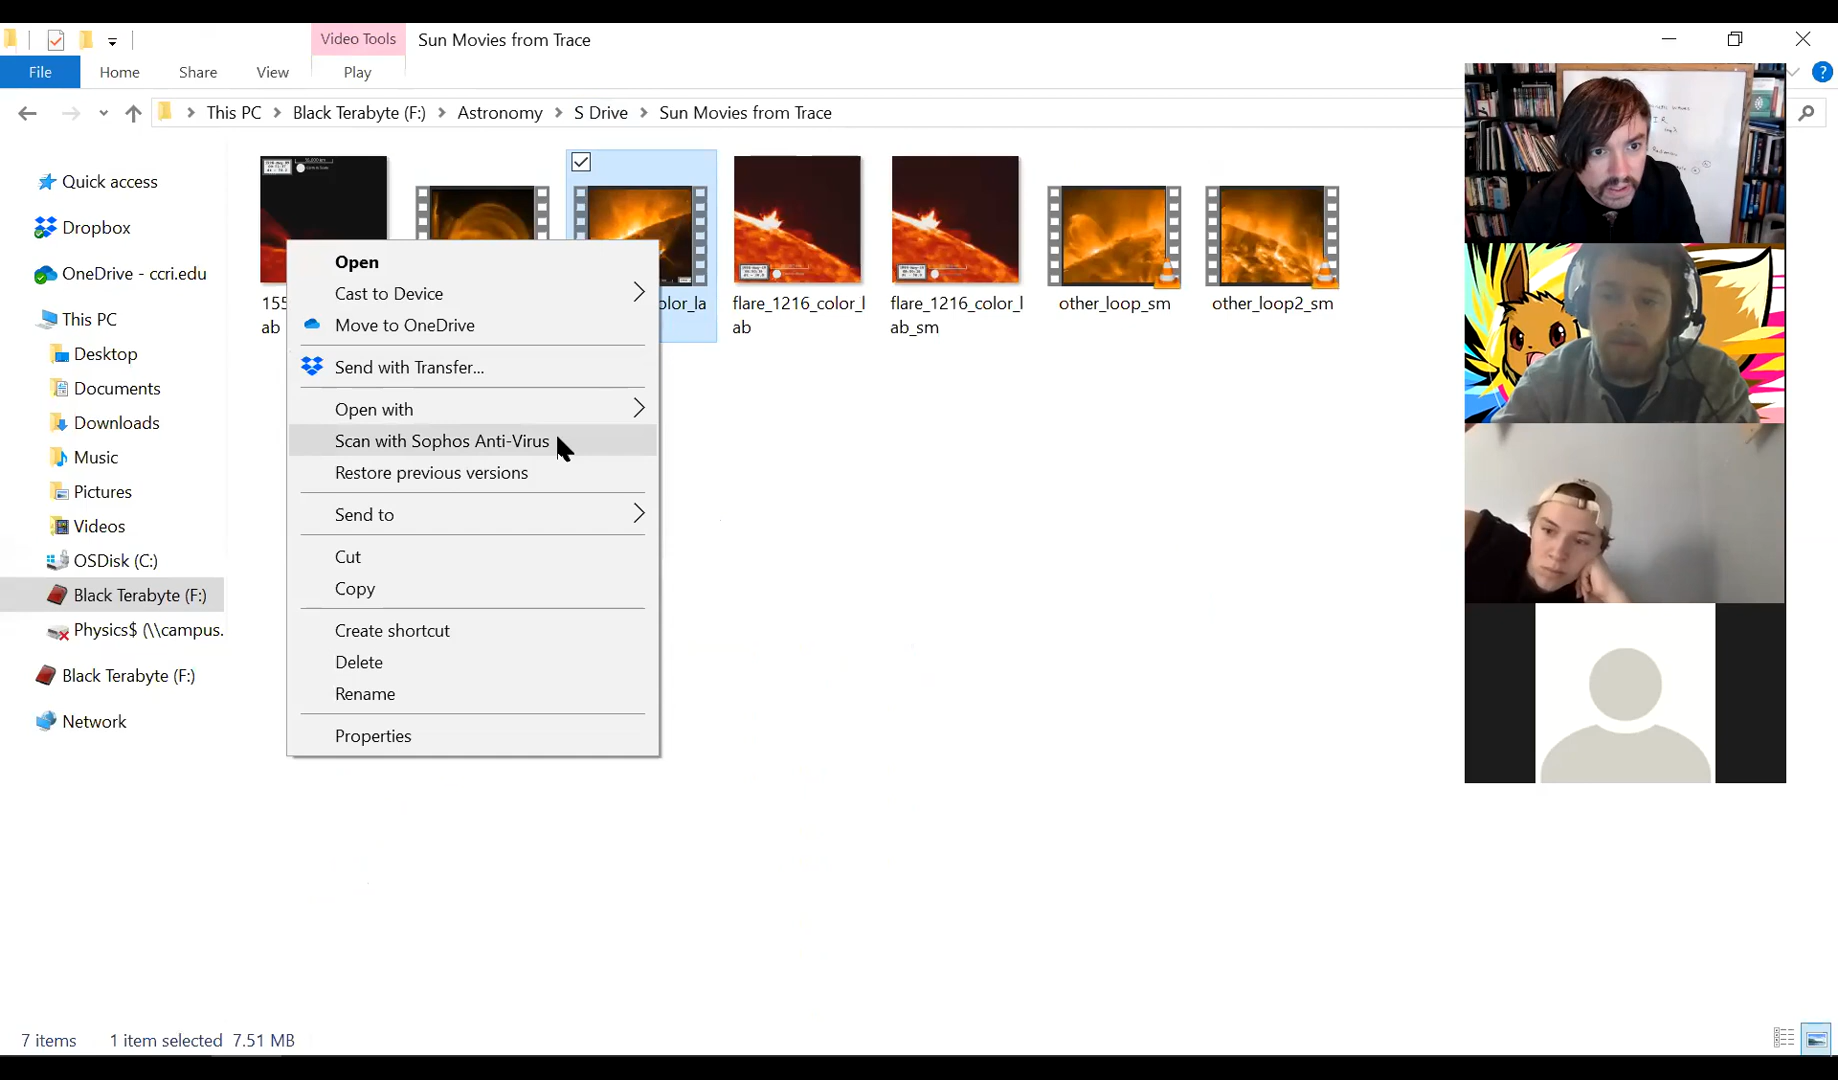 Video Tools
Sun Movies from Trace
File
Home
Share
View
Play
This PC
Black Terabyte (F:)
Astronomy
S Drive
Sun Movies from Trace
Quick access
Dropbox
OneDrive - ccri.edu
This PC
Desktop
Documents
Downloads
Music
Pictures
Videos
OSDisk (C:)
Black Terabyte (F:)
Physics$ (\\campus.
Black Terabyte (F:)
Network
155
ab
olor_la
flare_1216_color_l
ab
flare_1216_color_l
ab_sm
other_loop_sm
other_loop2_sm
Open
Cast to Device
Move to OneDrive
Send with Transfer...
Open with
Scan with Sophos Anti-Virus
Restore previous versions
Send to
Cut
Copy
Create shortcut
Delete
Rename
Properties
7 items
1 item selected 7.51 MB